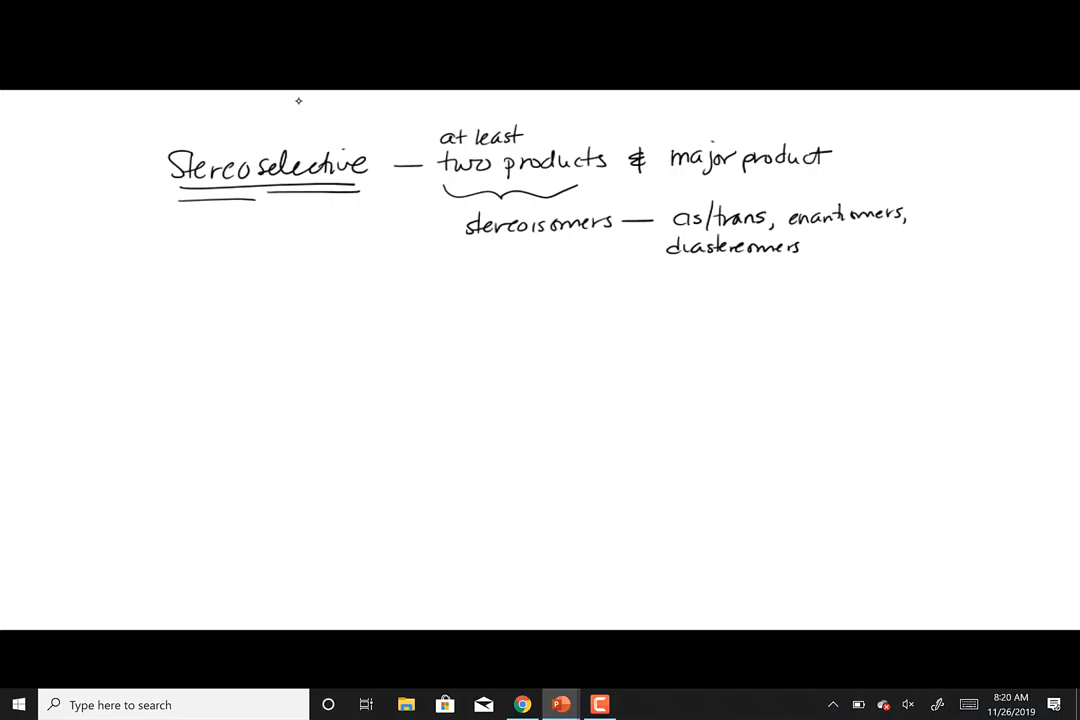 at least
Stereoselective — two products & major product
stereoisomers — cis/trans, enantiomers,
diastereomers
Type here to search
8:20 AM
11/26/2019